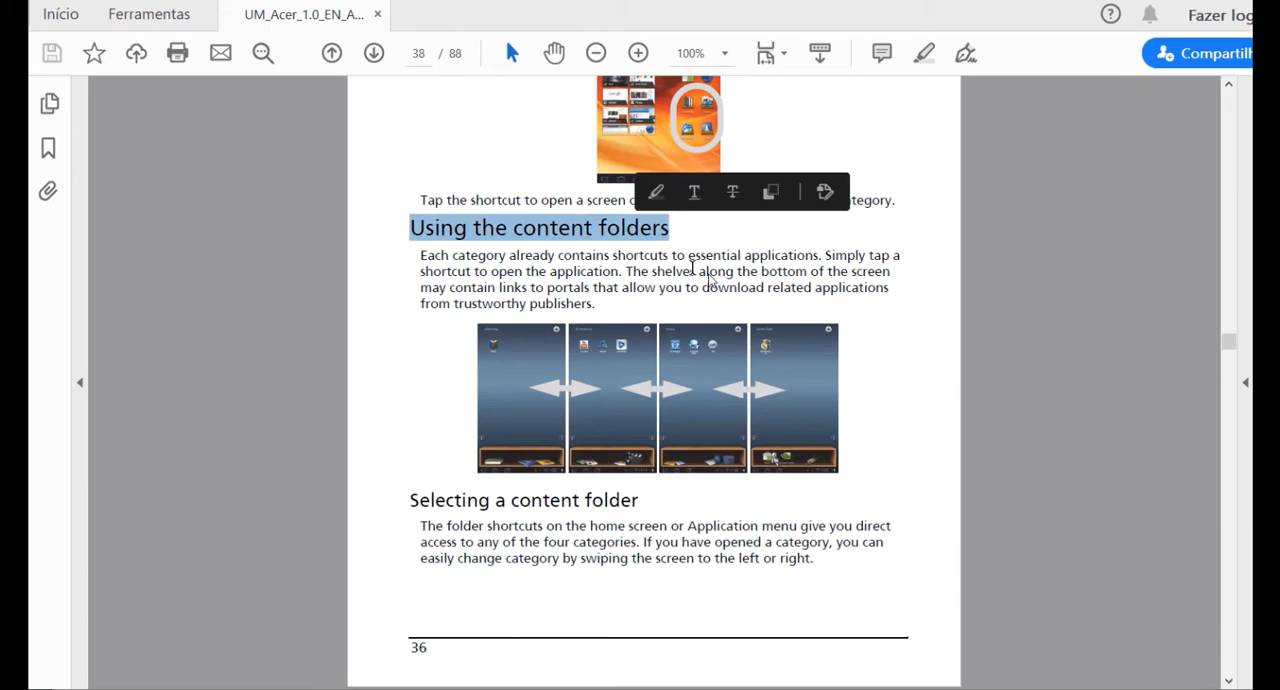 Início Ferramentas UM_Acer_1.0_EN_A... ×
Fazer log
38 / 88 100% Compartilh
Tap the shortcut to open a screen tegory.
Using the content folders
Each category already contains shortcuts to essential applications. Simply tap a
shortcut to open the application. The shelves along the bottom of the screen
may contain links to portals that allow you to download related applications
from trustworthy publishers.
Selecting a content folder
The folder shortcuts on the home screen or Application menu give you direct
access to any of the four categories. If you have opened a category, you can
easily change category by swiping the screen to the left or right.
36